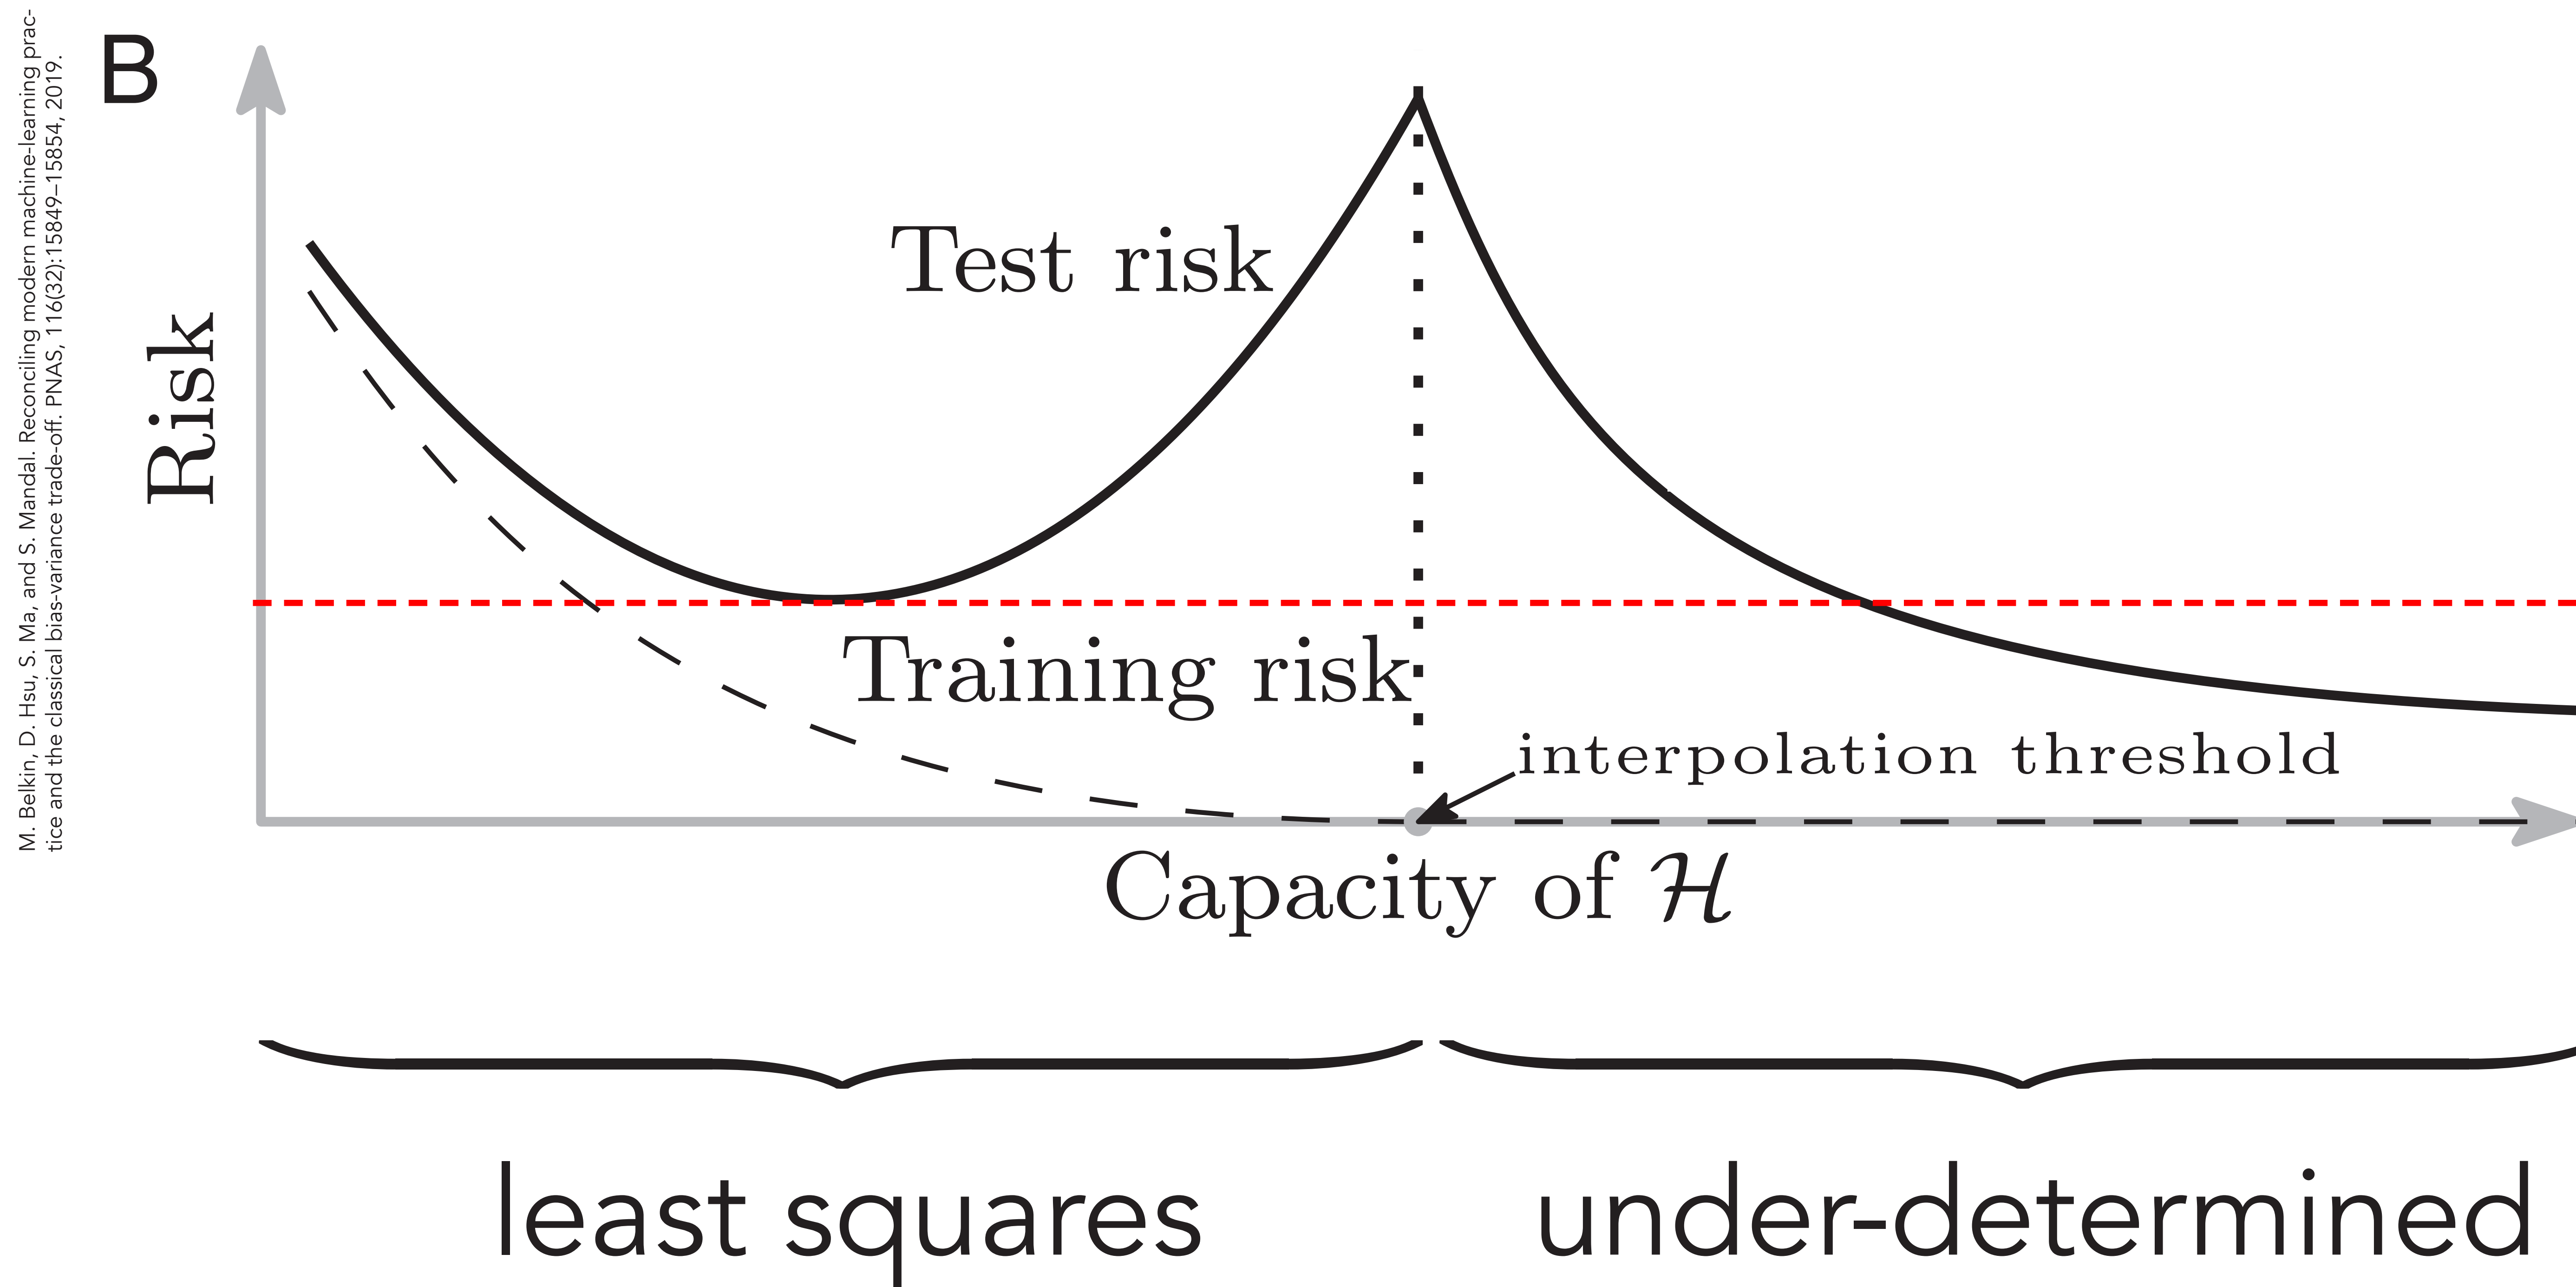 M. Belkin, D. Hsu, S. Ma, and S. Mandal. Reconciling modern machine-learning prac-
tice and the classical bias-variance trade-off. PNAS, 116(32):15849–15854, 2019.
B
Risk
Test risk
Training risk
interpolation threshold
Capacity of ℋ
least squares
under-determined